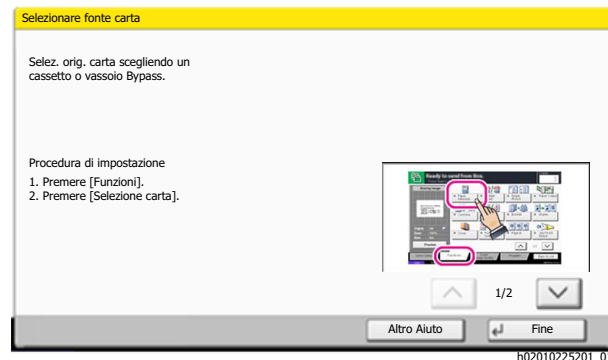 Selezionare fonte carta
Selez. orig. carta scegliendo un
cassetto o vassoio Bypass.
Procedura di impostazione
1. Premere [Funzioni].
2. Premere [Selezione carta].
Ready to send from Box.
1/2
Altro Aiuto
Fine
h02010225201_0